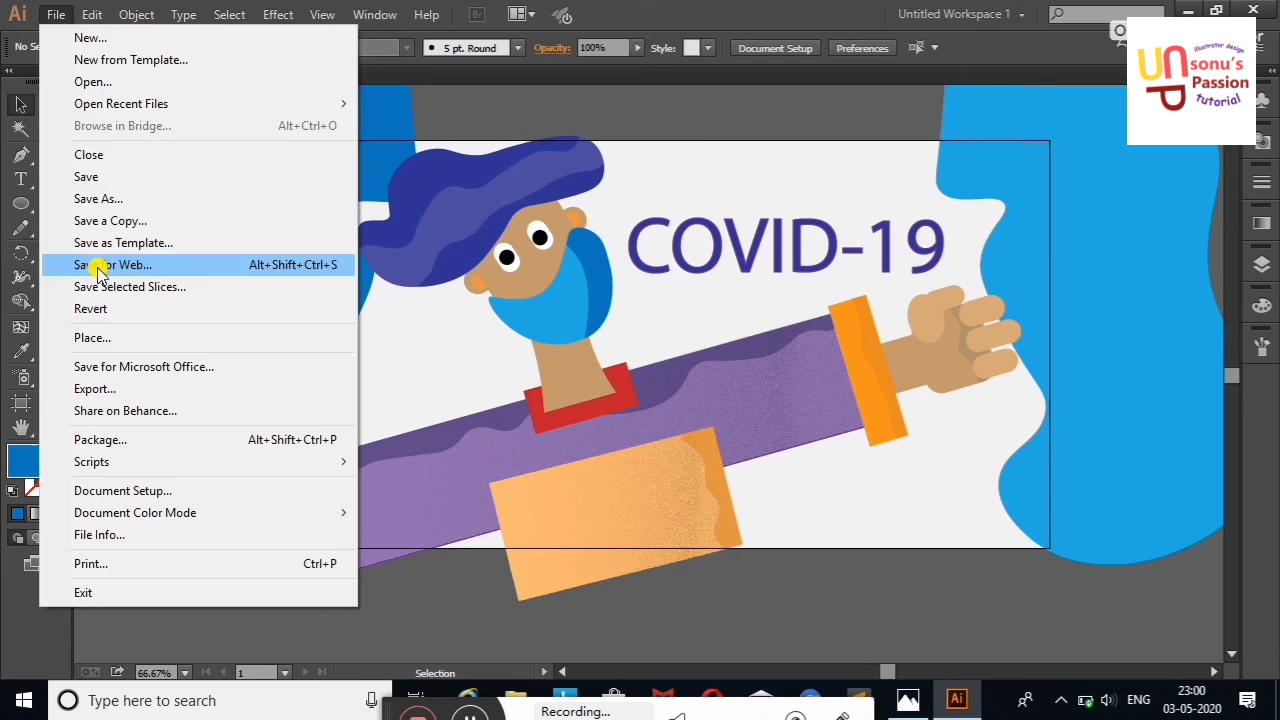 Ai File Edit Object Type Select Effect View Window Help Br Untitled Workspace 1
No Se 5 pt. Round Opacity: 100% Style: Document Setup Preferences
illustrator design
UNP sonu's
Passion
tutorial
New...
New from Template...
Open...
Open Recent Files
Browse in Bridge... Alt+Ctrl+O
Close
Save
Save As...
Save a Copy...
Save as Template...
Save for Web... Alt+Shift+Ctrl+S
Save Selected Slices...
Revert
Place...
Save for Microsoft Office...
Export...
Share on Behance...
Package... Alt+Shift+Ctrl+P
Scripts
Document Setup...
Document Color Mode
File Info...
Print... Ctrl+P
Exit
COVID-19
66.67% 1 Selection
Type here to search
Recording...
Ai
ENG
23:00
03-05-2020